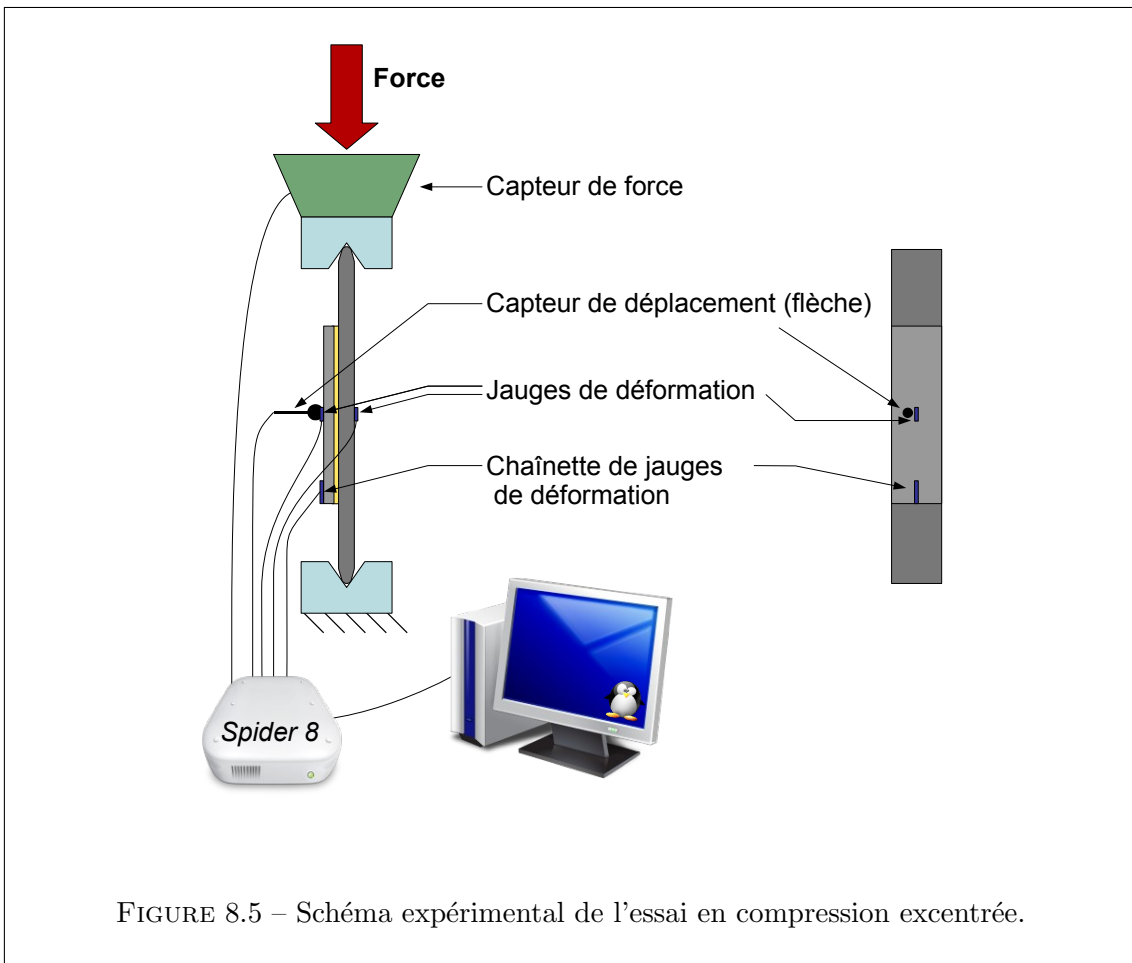 Force
Capteur de force
Capteur de déplacement (flèche)
Jauges de déformation
Chaînette de jauges
de déformation
Spider 8
FIGURE 8.5 – Schéma expérimental de l'essai en compression excentrée.